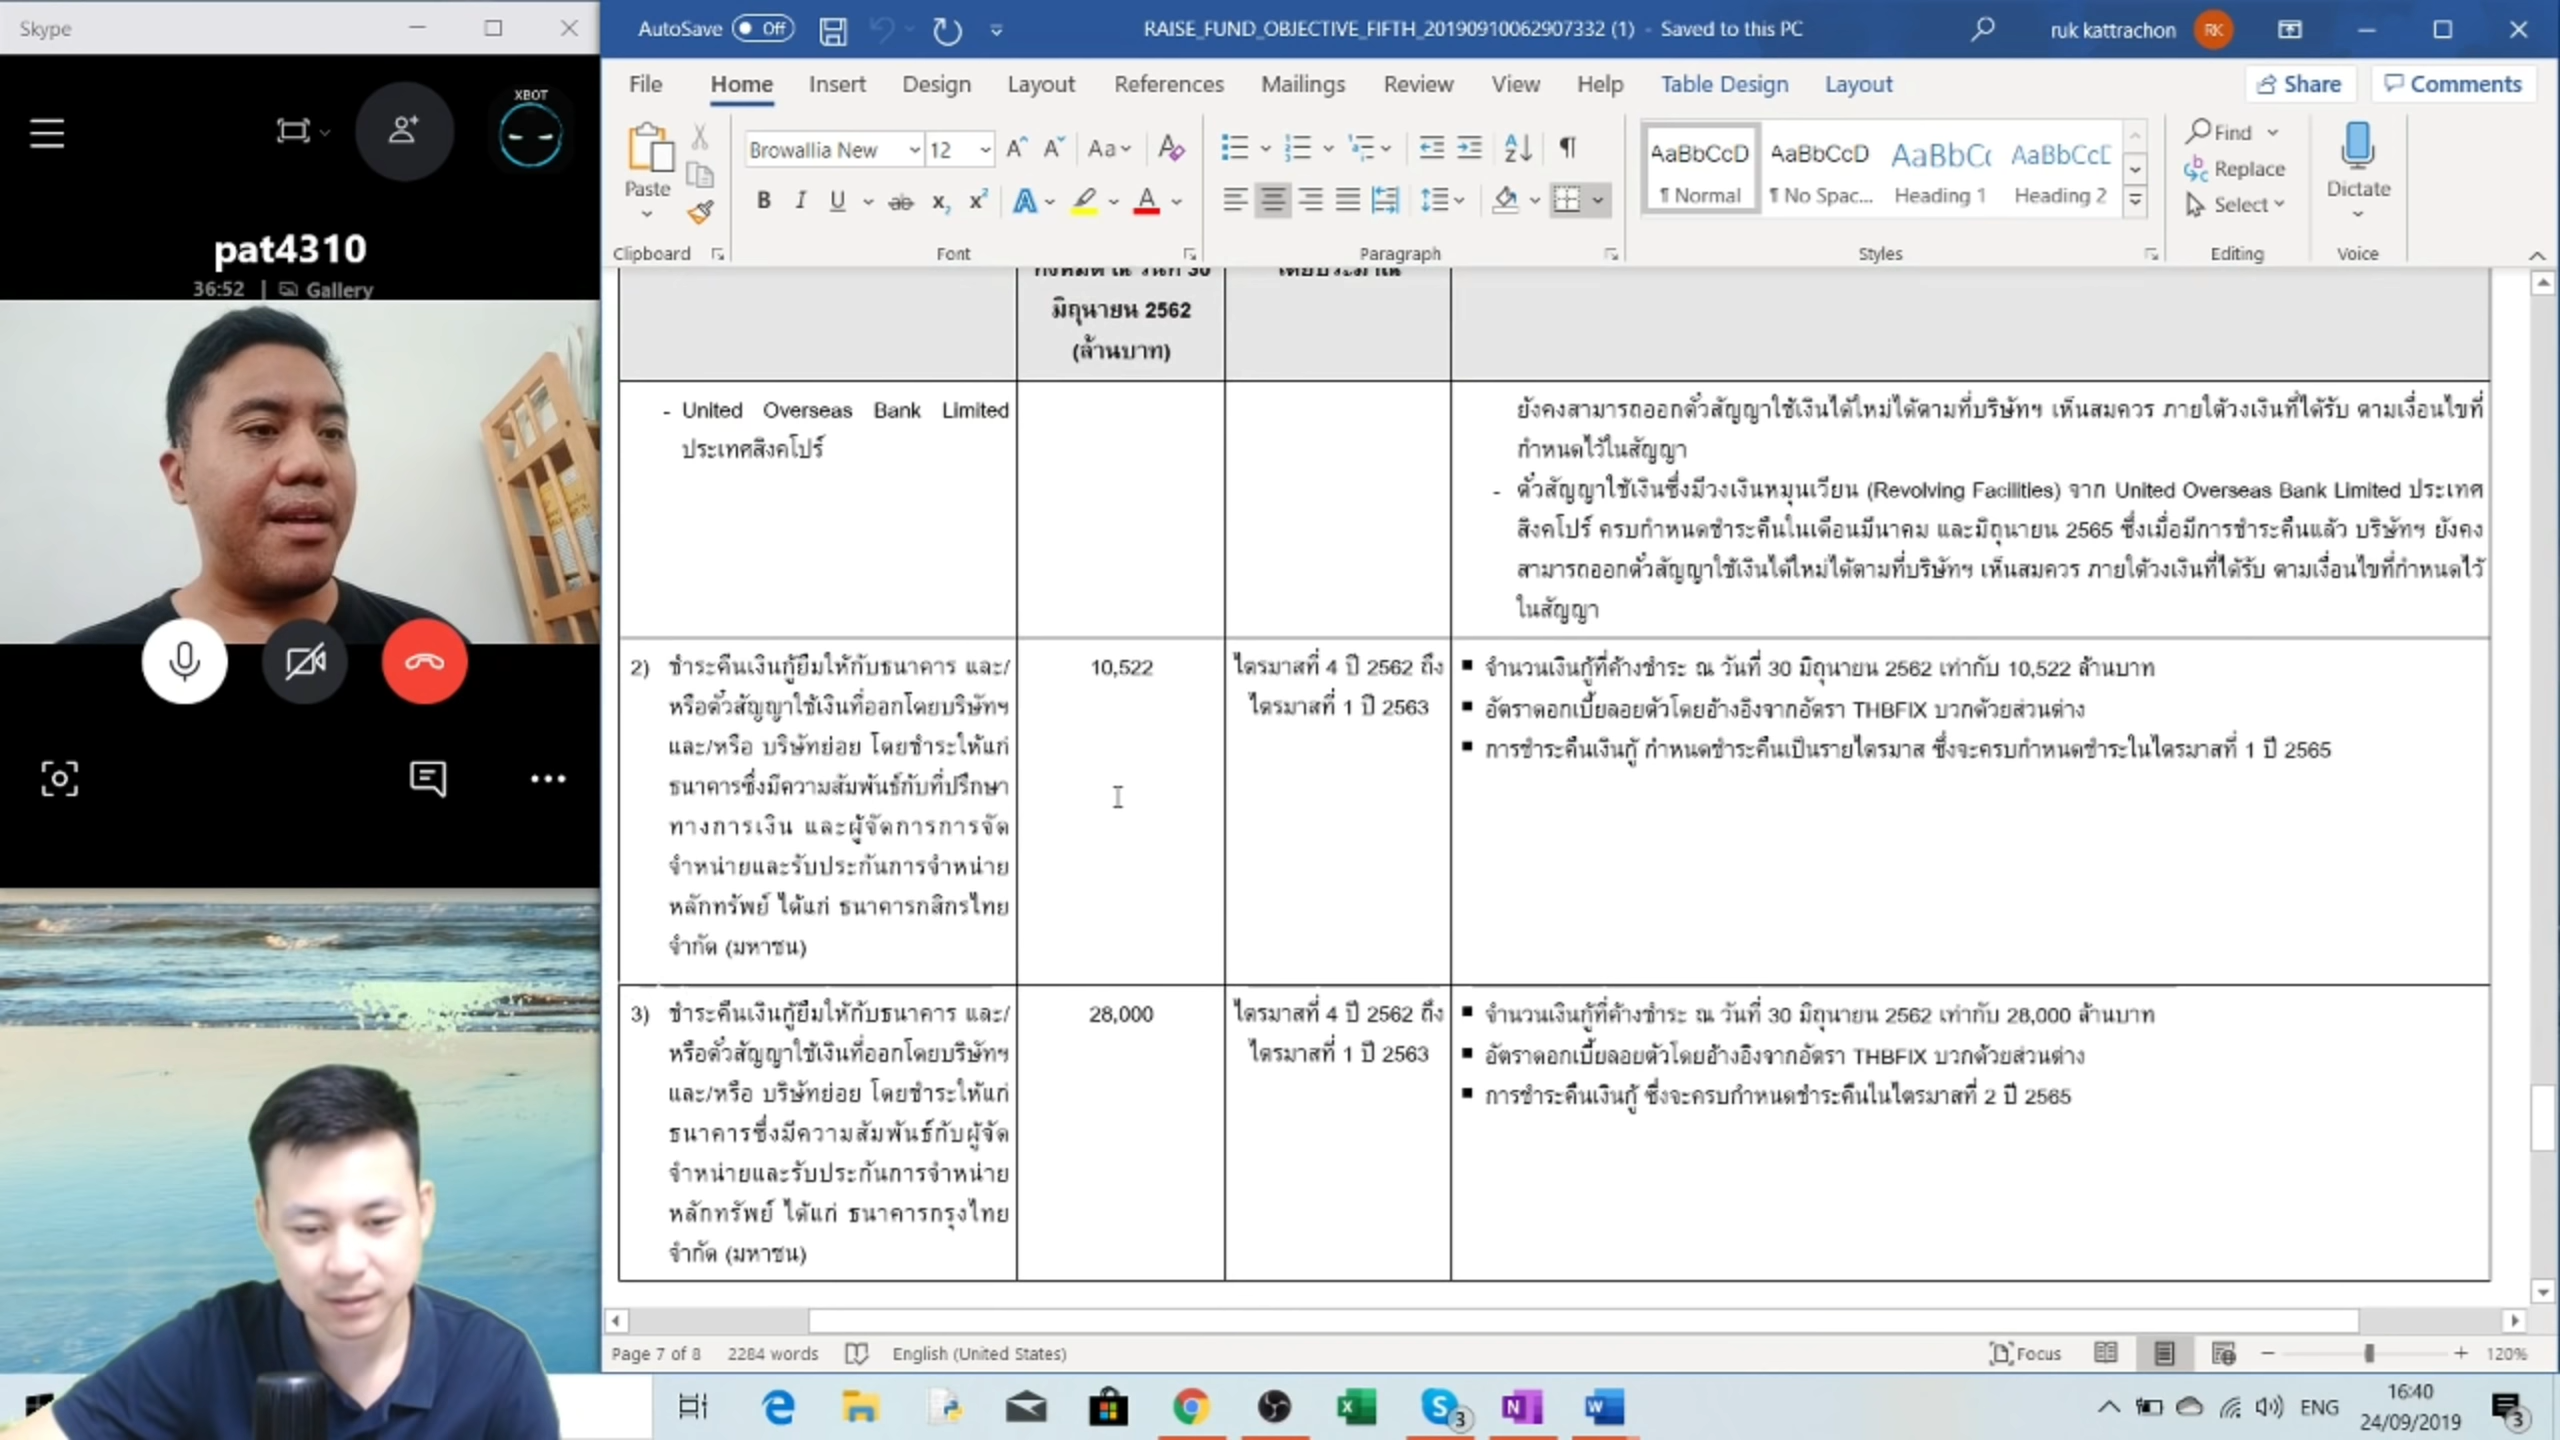 Skype
XBOT
pat4310
36:52 | Gallery
AutoSave Off
RAISE_FUND_OBJECTIVE_FIFTH_20190910062907332 (1) - Saved to this PC
ruk kattrachon RK
File Home Insert Design Layout References Mailings Review View Help Table Design Layout Share Comments
Paste
Browallia New 12
Aa
B I U ab x₂ x² A A
AaBbCcD AaBbCcD AaBbCc AaBbCcD
¶ Normal ¶ No Spac... Heading 1 Heading 2
Find
Replace
Select
Dictate
Clipboard Font Paragraph Styles Editing Voice
มิถุนายน 2562
(ล้านบาท)
- United Overseas Bank Limited
ประเทศสิงคโปร์
ยังคงสามารถออกตั๋วสัญญาใช้เงินได้ใหม่ได้ตามที่บริษัทฯ เห็นสมควร ภายใต้วงเงินที่ได้รับ ตามเงื่อนไขที่
กำหนดไว้ในสัญญา
- ตั๋วสัญญาใช้เงินซึ่งมีวงเงินหมุนเวียน (Revolving Facilities) จาก United Overseas Bank Limited ประเทศ
สิงคโปร์ ครบกำหนดชำระคืนในเดือนมีนาคม และมิถุนายน 2565 ซึ่งเมื่อมีการชำระคืนแล้ว บริษัทฯ ยังคง
สามารถออกตั๋วสัญญาใช้เงินได้ใหม่ได้ตามที่บริษัทฯ เห็นสมควร ภายใต้วงเงินที่ได้รับ ตามเงื่อนไขที่กำหนดไว้
ในสัญญา
2) ชำระคืนเงินกู้ยืมให้กับธนาคาร และ/
หรือตั๋วสัญญาใช้เงินที่ออกโดยบริษัทฯ
และ/หรือ บริษัทย่อย โดยชำระให้แก่
ธนาคารซึ่งมีความสัมพันธ์กับที่ปรึกษา
ทางการเงิน และผู้จัดการการจัด
จำหน่ายและรับประกันการจำหน่าย
หลักทรัพย์ ได้แก่ ธนาคารกสิกรไทย
จำกัด (มหาชน)
10,522
ไตรมาสที่ 4 ปี 2562 ถึง
ไตรมาสที่ 1 ปี 2563
▪ จำนวนเงินกู้ที่ค้างชำระ ณ วันที่ 30 มิถุนายน 2562 เท่ากับ 10,522 ล้านบาท
▪ อัตราดอกเบี้ยลอยตัวโดยอ้างอิงจากอัตรา THBFIX บวกด้วยส่วนต่าง
▪ การชำระคืนเงินกู้ กำหนดชำระคืนเป็นรายไตรมาส ซึ่งจะครบกำหนดชำระในไตรมาสที่ 1 ปี 2565
3) ชำระคืนเงินกู้ยืมให้กับธนาคาร และ/
หรือตั๋วสัญญาใช้เงินที่ออกโดยบริษัทฯ
และ/หรือ บริษัทย่อย โดยชำระให้แก่
ธนาคารซึ่งมีความสัมพันธ์กับผู้จัด
จำหน่ายและรับประกันการจำหน่าย
หลักทรัพย์ ได้แก่ ธนาคารกรุงไทย
จำกัด (มหาชน)
28,000
ไตรมาสที่ 4 ปี 2562 ถึง
ไตรมาสที่ 1 ปี 2563
▪ จำนวนเงินกู้ที่ค้างชำระ ณ วันที่ 30 มิถุนายน 2562 เท่ากับ 28,000 ล้านบาท
▪ อัตราดอกเบี้ยลอยตัวโดยอ้างอิงจากอัตรา THBFIX บวกด้วยส่วนต่าง
▪ การชำระคืนเงินกู้ ซึ่งจะครบกำหนดชำระคืนในไตรมาสที่ 2 ปี 2565
Page 7 of 8 2284 words English (United States) Focus 120%
3
ENG
16:40
24/09/2019
3